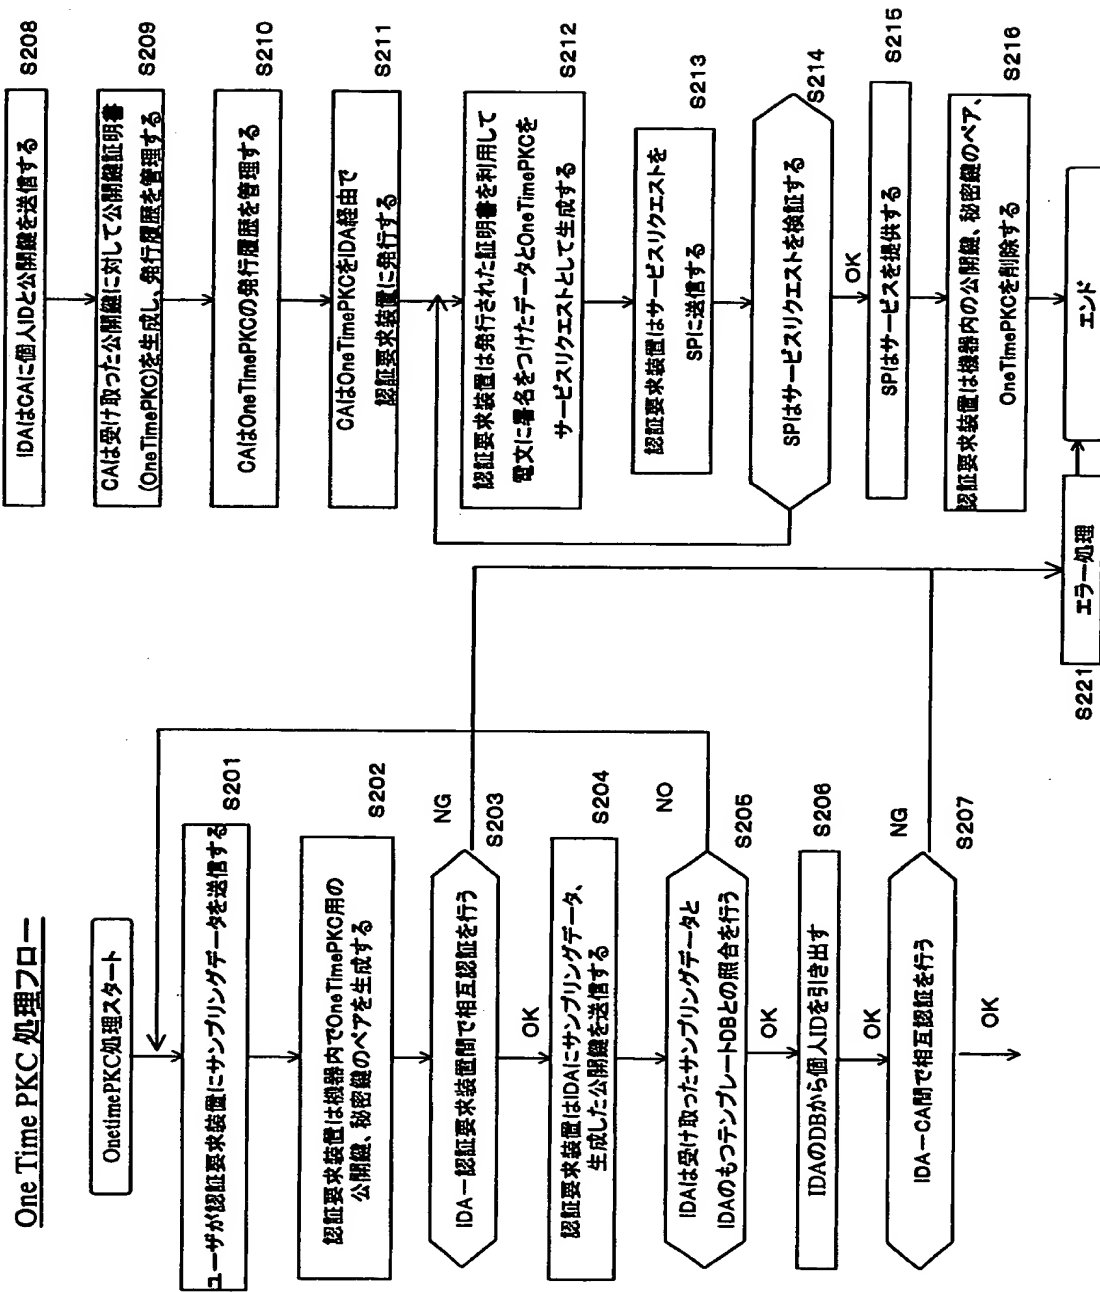 One Time PKC 処理フロー
OnetimePKC処理スタート
ユーザが認証要求装置にサンプリングデータを送信する
S201
認証要求装置は機器内でOneTimePKC用の
公開鍵、秘密鍵のペアを生成する
S202
IDA－認証要求装置間で相互認証を行う
NG
S203
OK
認証要求装置はIDAにサンプリングデータ、
生成した公開鍵を送信する
S204
IDAは受け取ったサンプリングデータと
IDAのもつテンプレートDBとの照合を行う
NO
S205
OK
IDAのDBから個人IDを引き出す
S206
OK
IDA－CA間で相互認証を行う
NG
S207
OK
IDAはCAに個人IDと公開鍵を送信する
S208
CAは受け取った公開鍵に対して公開鍵証明書
(OneTimePKC)を生成し、発行履歴を管理する
S209
CAはOneTimePKCの発行履歴を管理する
S210
CAはOneTimePKCをIDA経由で
認証要求装置に発行する
S211
認証要求装置は発行された証明書を利用して
電文に署名をつけたデータとOneTimePKCを
サービスリクエストとして生成する
S212
認証要求装置はサービスリクエストを
SPに送信する
S213
SPはサービスリクエストを検証する
S214
OK
SPはサービスを提供する
S215
認証要求装置は機器内の公開鍵、秘密鍵のペア、
OneTimePKCを削除する
S216
エラー処理
S221
エンド